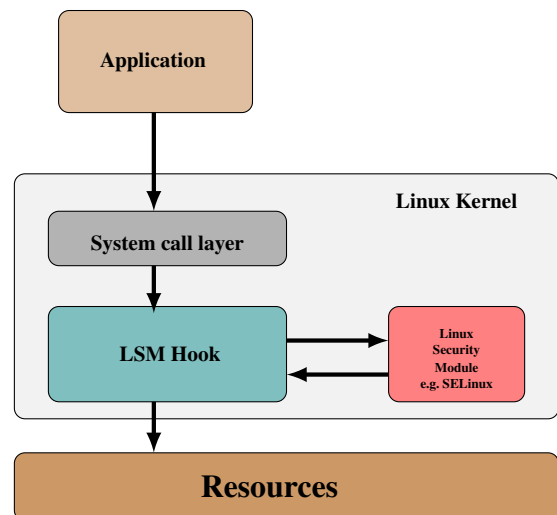 Application
Linux Kernel
System call layer
LSM Hook
Linux
Security
Module
e.g. SELinux
Resources